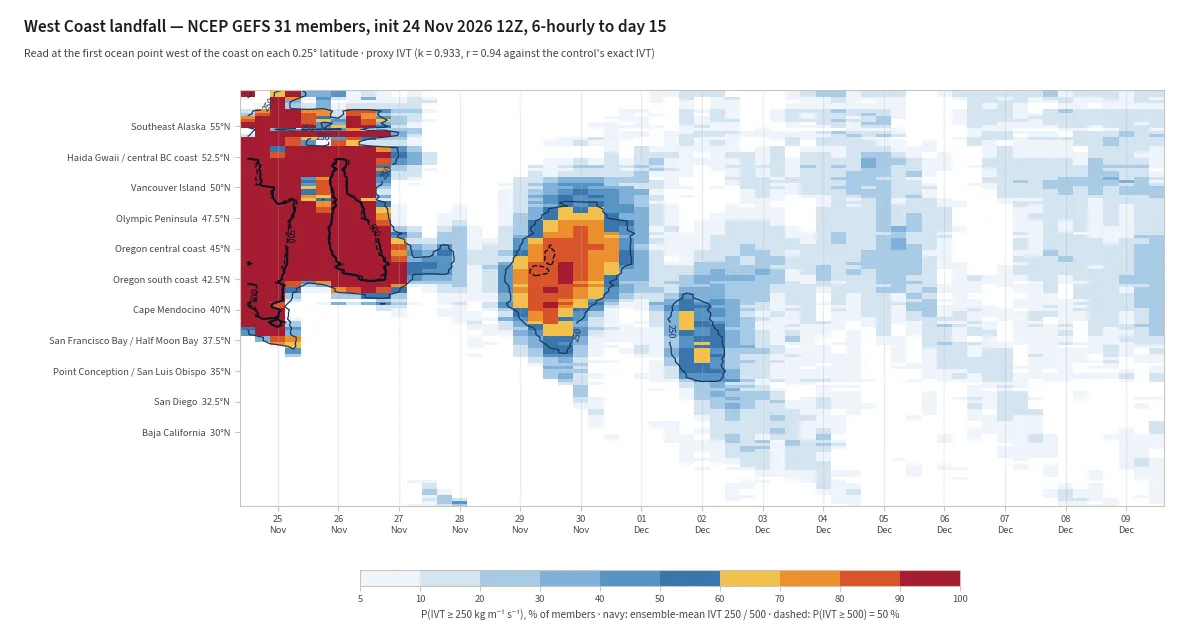 West Coast landfall — NCEP GEFS 31 members, init 24 Nov 2026 12Z, 6-hourly to day 15
Read at the first ocean point west of the coast on each 0.25° latitude · proxy IVT (k = 0.933, r = 0.94 against the control's exact IVT)
Southeast Alaska 55°N
Haida Gwaii / central BC coast 52.5°N
Vancouver Island 50°N
Olympic Peninsula 47.5°N
Oregon central coast 45°N
Oregon south coast 42.5°N
Cape Mendocino 40°N
San Francisco Bay / Half Moon Bay 37.5°N
Point Conception / San Luis Obispo 35°N
San Diego 32.5°N
Baja California 30°N
250
250
250
25 26 27 28 29 30 01 02 03 04 05 06 07 08 09
Nov Nov Nov Nov Nov Nov Dec Dec Dec Dec Dec Dec Dec Dec Dec
5 10 20 30 40 50 60 70 80 90 100
P(IVT ≥ 250 kg m⁻¹ s⁻¹), % of members · navy: ensemble-mean IVT 250 / 500 · dashed: P(IVT ≥ 500) = 50 %